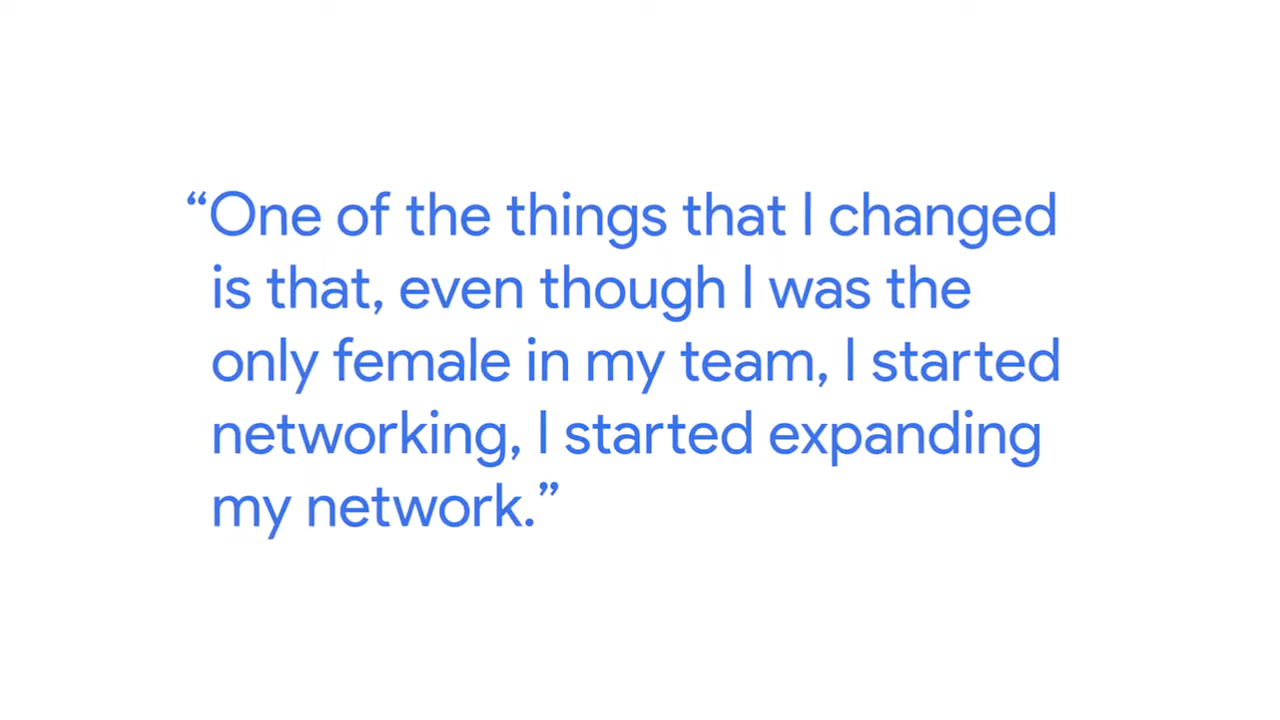 “One of the things that I changed
is that, even though I was the
only female in my team, I started
networking, I started expanding
my network.”